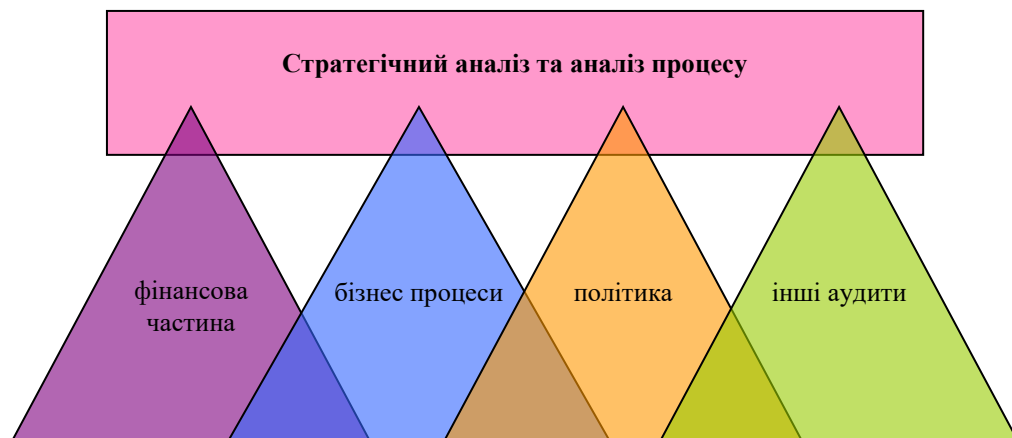 Стратегічний аналіз та аналіз процесу
фінансова
частина
бізнес процеси
політика
інші аудити